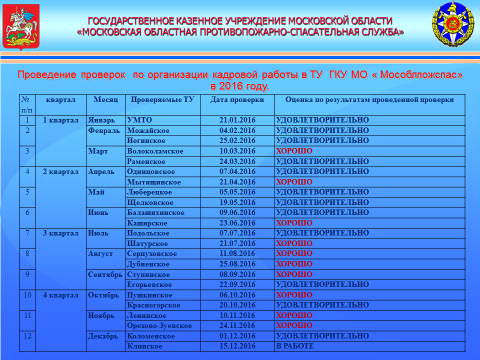 ГОСУДАРСТВЕННОЕ КАЗЕННОЕ УЧРЕЖДЕНИЕ МОСКОВСКОЙ ОБЛАСТИ
«МОСКОВСКАЯ ОБЛАСТНАЯ ПРОТИВОПОЖАРНО-СПАСАТЕЛЬНАЯ СЛУЖБА»
Проведение проверок по организации кадровой работы в ТУ ГКУ МО « Мособлпожспас»
в 2016 году.
№ п/п квартал Месяц Проверяемые ТУ Дата проверки Оценка по результатам проведенной проверки
1 1 квартал Январь УМТО 21.01.2016 УДОВЛЕТВОРИТЕЛЬНО
2 Февраль Можайское 04.02.2016 УДОВЛЕТВОРИТЕЛЬНО
Ногинское 25.02.2016 УДОВЛЕТВОРИТЕЛЬНО
3 Март Волоколамское 10.03.2016 ХОРОШО
Раменское 24.03.2016 УДОВЛЕТВОРИТЕЛЬНО
4 2 квартал Апрель Одинцовское 07.04.2016 УДОВЛЕТВОРИТЕЛЬНО
Мытищинское 21.04.2016 ХОРОШО
5 Май Люберецкое 05.05.2016 УДОВЛЕТВОРИТЕЛЬНО
Щелковское 19.05.2016 УДОВЛЕТВОРИТЕЛЬНО
6 Июнь Балашихинское 09.06.2016 УДОВЛЕТВОРИТЕЛЬНО
Каширское 23.06.2016 ХОРОШО
7 3 квартал Июль Подольское 07.07.2016 УДОВЛЕТВОРИТЕЛЬНО
Шатурское 21.07.2016 ХОРОШО
8 Август Серпуховское 11.08.2016 ХОРОШО
Дубненское 25.08.2016 ХОРОШО
9 Сентябрь Ступинское 08.09.2016 ХОРОШО
Егорьевское 22.09.2016 УДОВЛЕТВОРИТЕЛЬНО
10 4 квартал Октябрь Пушкинское 06.10.2016 ХОРОШО
Красногорское 20.10.2016 УДОВЛЕТВОРИТЕЛЬНО
11 Ноябрь Ленинское 10.11.2016 ХОРОШО
Орехово-Зуевское 24.11.2016 ХОРОШО
12 Декабрь Коломенское 01.12.2016 УДОВЛЕТВОРИТЕЛЬНО
Клинское 15.12.2016 В РАБОТЕ